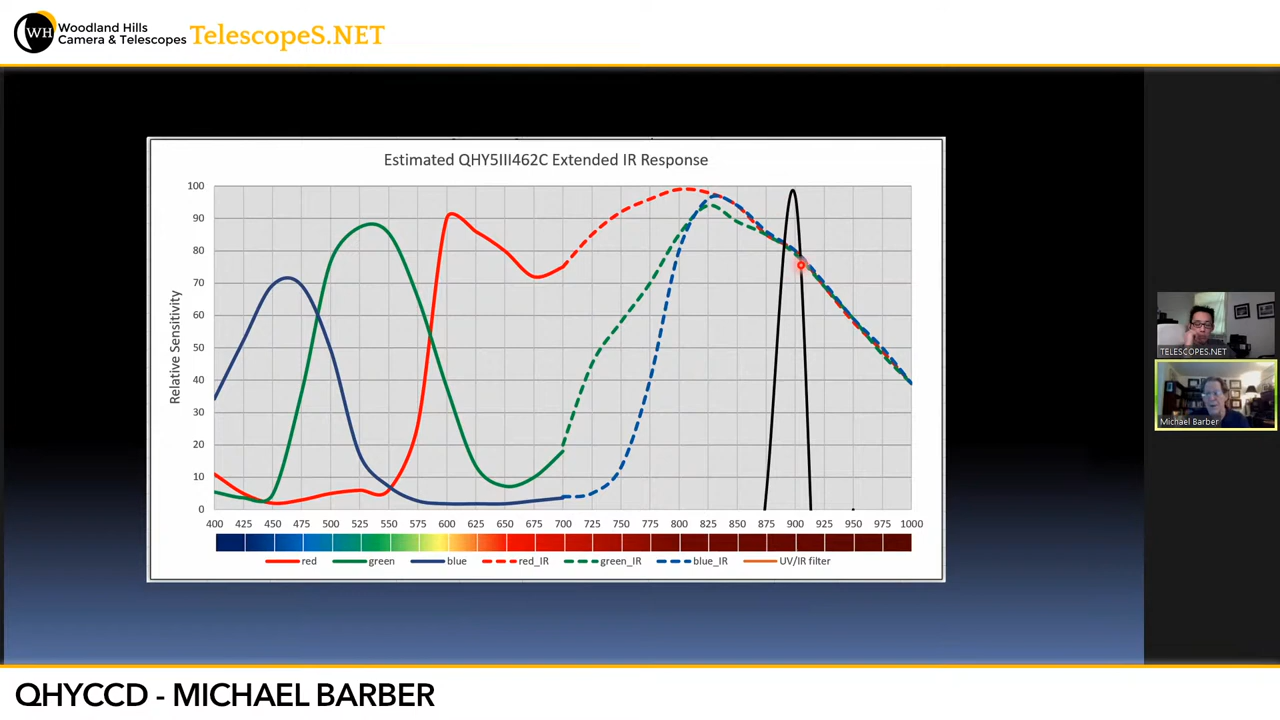 WH
Woodland Hills
Camera & Telescopes
TelescopeS.NET
Estimated QHY5III462C Extended IR Response
Relative Sensitivity
100
90
80
70
60
50
40
30
20
10
0
400 425 450 475 500 525 550 575 600 625 650 675 700 725 750 775 800 825 850 875 900 925 950 975 1000
red green blue red_IR green_IR blue_IR UV/IR filter
TELESCOPES.NET
Michael Barber
QHYCCD - MICHAEL BARBER